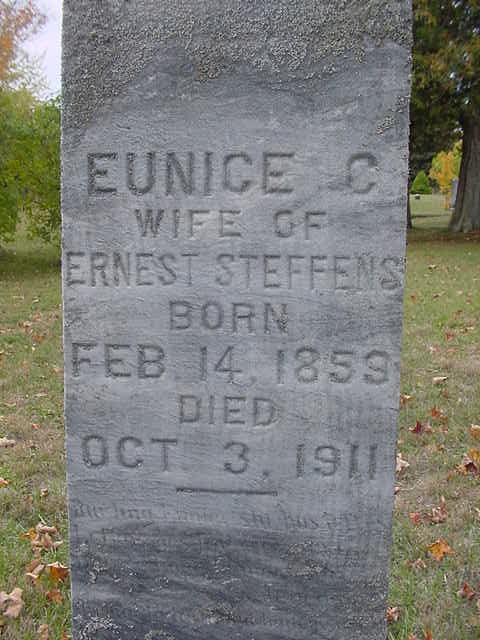 EUNICE C
WIFE OF
ERNEST STEFFENS
BORN
FEB 14, 1859
DIED
OCT 3, 1911